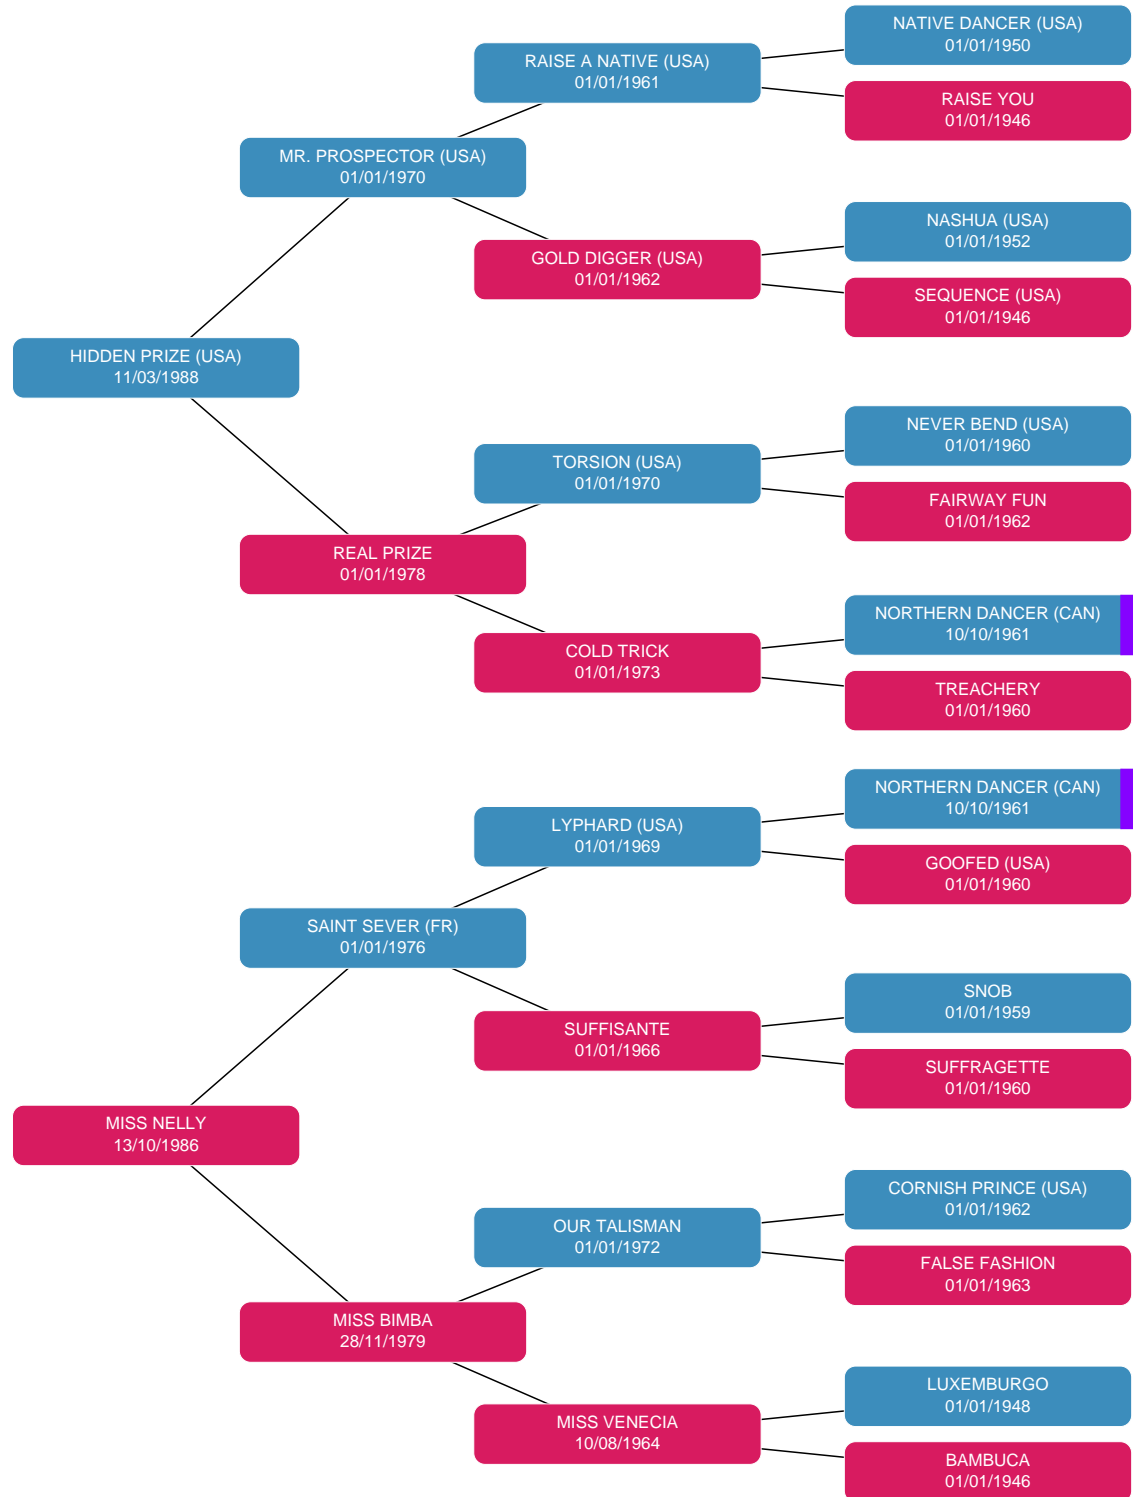 NATIVE DANCER (USA)
01/01/1950
RAISE A NATIVE (USA)
01/01/1961
RAISE YOU
01/01/1946
MR. PROSPECTOR (USA)
01/01/1970
NASHUA (USA)
01/01/1952
GOLD DIGGER (USA)
01/01/1962
SEQUENCE (USA)
01/01/1946
HIDDEN PRIZE (USA)
11/03/1988
NEVER BEND (USA)
01/01/1960
TORSION (USA)
01/01/1970
FAIRWAY FUN
01/01/1962
REAL PRIZE
01/01/1978
NORTHERN DANCER (CAN)
10/10/1961
COLD TRICK
01/01/1973
TREACHERY
01/01/1960
NORTHERN DANCER (CAN)
10/10/1961
LYPHARD (USA)
01/01/1969
GOOFED (USA)
01/01/1960
SAINT SEVER (FR)
01/01/1976
SNOB
01/01/1959
SUFFISANTE
01/01/1966
SUFFRAGETTE
01/01/1960
MISS NELLY
13/10/1986
CORNISH PRINCE (USA)
01/01/1962
OUR TALISMAN
01/01/1972
FALSE FASHION
01/01/1963
MISS BIMBA
28/11/1979
LUXEMBURGO
01/01/1948
MISS VENECIA
10/08/1964
BAMBUCA
01/01/1946